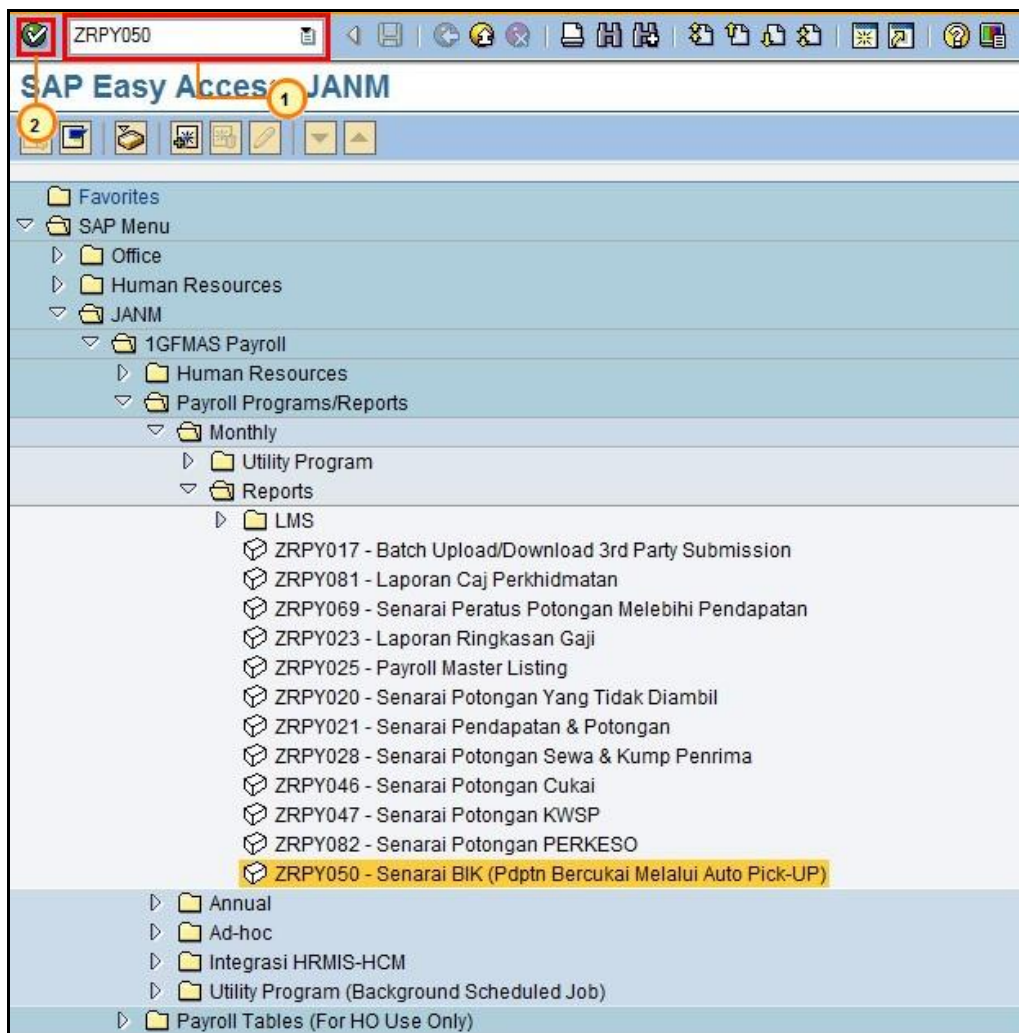 ZRPY050
SAP Easy Access JANM
1
2
Favorites
SAP Menu
Office
Human Resources
JANM
1GFMAS Payroll
Human Resources
Payroll Programs/Reports
Monthly
Utility Program
Reports
LMS
ZRPY017 - Batch Upload/Download 3rd Party Submission
ZRPY081 - Laporan Caj Perkhidmatan
ZRPY069 - Senarai Peratus Potongan Melebihi Pendapatan
ZRPY023 - Laporan Ringkasan Gaji
ZRPY025 - Payroll Master Listing
ZRPY020 - Senarai Potongan Yang Tidak Diambil
ZRPY021 - Senarai Pendapatan & Potongan
ZRPY028 - Senarai Potongan Sewa & Kump Penrima
ZRPY046 - Senarai Potongan Cukai
ZRPY047 - Senarai Potongan KWSP
ZRPY082 - Senarai Potongan PERKESO
ZRPY050 - Senarai BIK (Pdptn Bercukai Melalui Auto Pick-UP)
Annual
Ad-hoc
Integrasi HRMIS-HCM
Utility Program (Background Scheduled Job)
Payroll Tables (For HO Use Only)